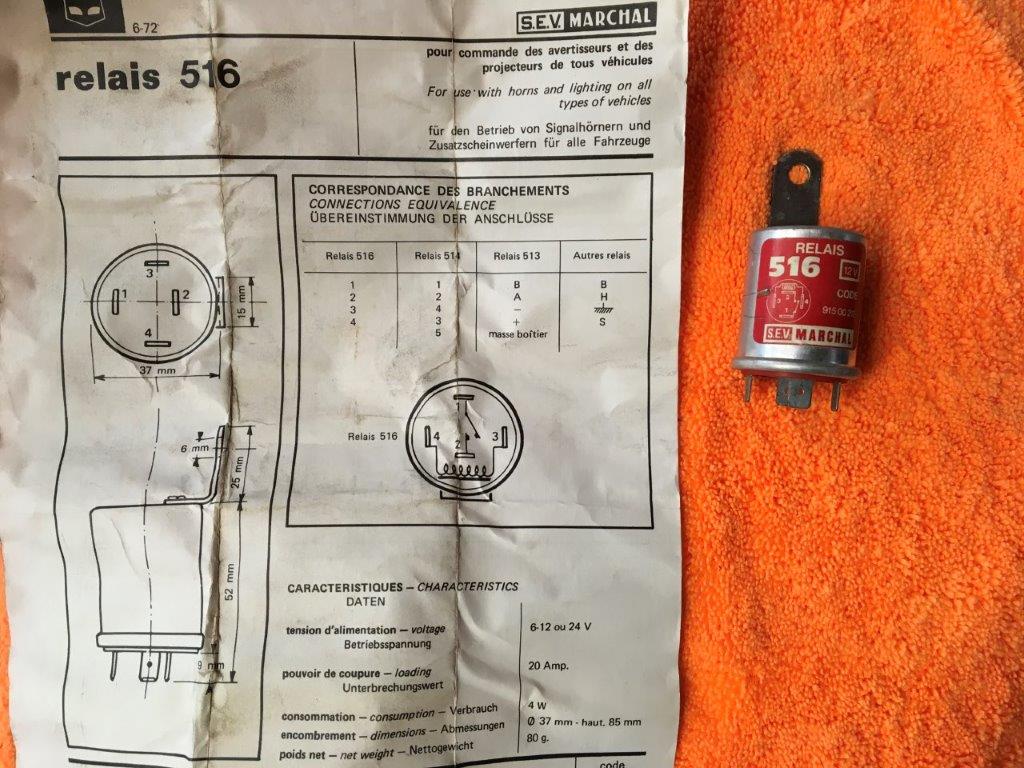 6-72
S.E.V. MARCHAL
relais 516
pour commande des avertisseurs et des
projecteurs de tous véhicules
For use with horns and lighting on all
types of vehicles
für den Betrieb von Signalhörnern und
Zusatzscheinwerfern für alle Fahrzeuge
3
1
2
4
15 mm
37 mm
6 mm
25 mm
52 mm
9 mm
CORRESPONDANCE DES BRANCHEMENTS
CONNECTIONS EQUIVALENCE
ÜBEREINSTIMMUNG DER ANSCHLÜSSE
Relais 516 Relais 514 Relais 513 Autres relais
1 1 B B
2 2 A H
3 4 –
4 3 + S
5 masse boîtier
Relais 516
1
4
2
3
CARACTERISTIQUES – CHARACTERISTICS
DATEN
tension d'alimentation – voltage 6-12 ou 24 V
Betriebsspannung
pouvoir de coupure – loading 20 Amp.
Unterbrechungswert
consommation – consumption – Verbrauch 4 W
encombrement – dimensions – Abmessungen Ø 37 mm - haut. 85 mm
poids net – net weight – Nettogewicht 80 g.
code
RELAIS
516 12 V
CODE
S.E.V. MARCHAL